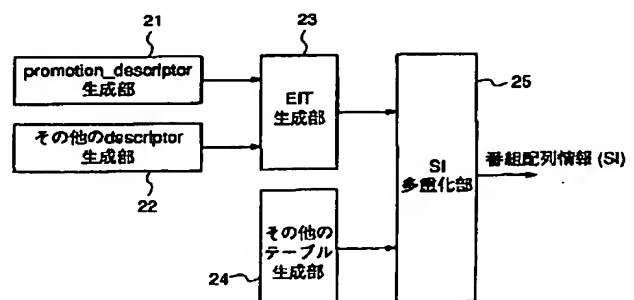 21
promotion_descriptor
生成部
その他のdescriptor
生成部
22
23
EIT
生成部
その他の
テーブル
生成部
24
25
SI
多重化部
番組配列情報 (SI)